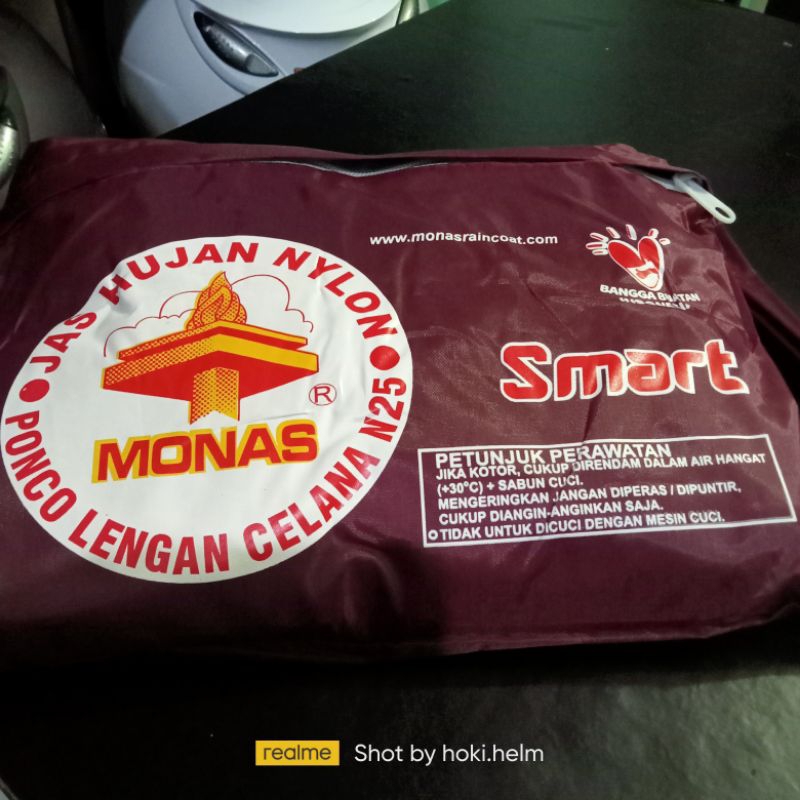 JAS HUJAN NYLON
MONAS
®
PONCO LENGAN CELANA N25
www.monasraincoat.com
BANGGA BUATAN
Smart
PETUNJUK PERAWATAN
JIKA KOTOR, CUKUP DIRENDAM DALAM AIR HANGAT
(+30°C) + SABUN CUCI.
MENGERINGKAN JANGAN DIPERAS / DIPUNTIR,
CUKUP DIANGIN-ANGINKAN SAJA.
TIDAK UNTUK DICUCI DENGAN MESIN CUCI.
realme Shot by hoki.helm